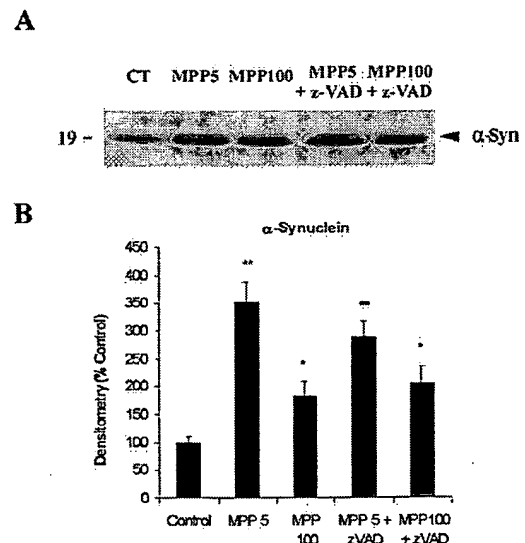 A
CT MPP5 MPP100 MPP5 + z-VAD MPP100 + z-VAD
19 – α-Syn
B
α-Synuclein
Densitometry (% Control)
450
400
350
300
250
200
150
100
50
0
**
*
**
*
Control MPP 5 MPP 100 MPP 5 + zVAD MPP100 + zVAD